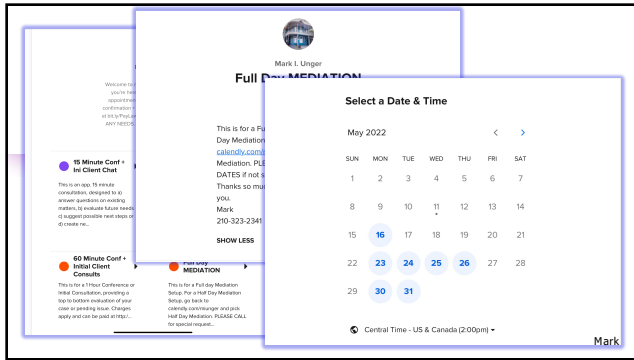 Welcome to
you're here
appointmen
confirmation r
at bit.ly/PayLaw
ANY NEEDS.
15 Minute Conf +
Ini Client Chat
This is an app. 15 minute
consultation, designed to a)
answer questions on existing
matters, b) evaluate future needs
c) suggest possible next steps or
d) create ne...
60 Minute Conf +
Initial Client
Consults
This is for a 1 Hour Conference or
Initial Consultation, providing a
top to bottom evaluation of your
case or pending issue. Charges
apply and can be paid at http:/...
Full Day
MEDIATION
This is for a Full day Mediation
Setup. For a Half Day Mediation
Setup, go back to
calendly.com/munger and pick
Half Day Mediation. PLEASE CALL
for special request...
Mark I. Unger
Full Day MEDIATION
This is for a Fu
Day Mediation
calendly.com/m
Mediation. PLE
DATES if not s
Thanks so muc
you.
Mark
210-323-2341
SHOW LESS
Select a Date & Time
May 2022
SUN MON TUE WED THU FRI SAT
1 2 3 4 5 6 7
8 9 10 11 12 13 14
15 16 17 18 19 20 21
22 23 24 25 26 27 28
29 30 31
Central Time - US & Canada (2:00pm)
Mark